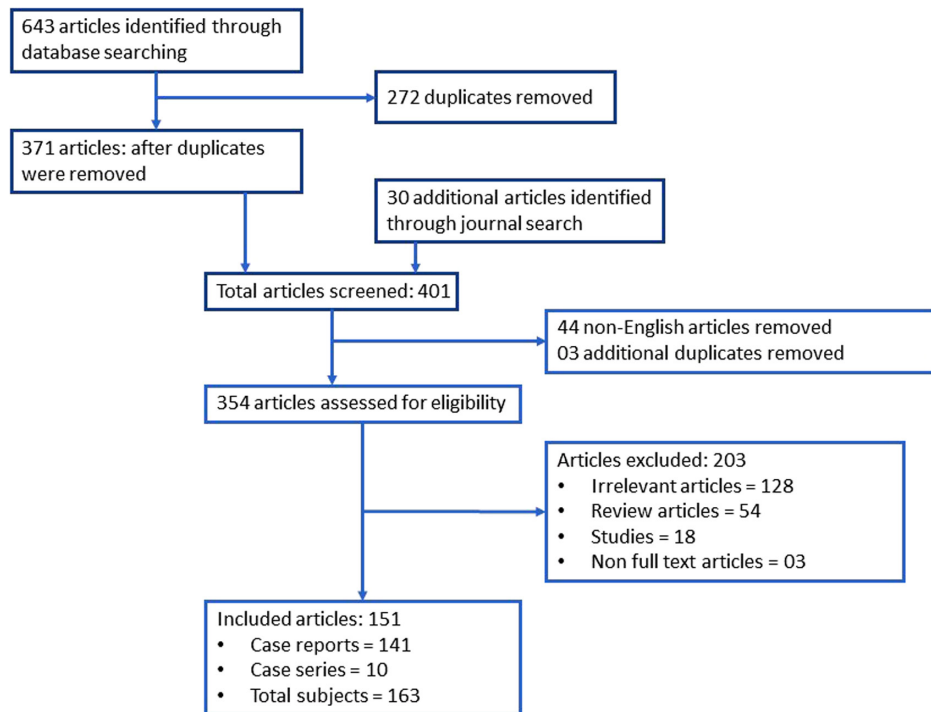 643 articles identified through
database searching
272 duplicates removed
371 articles: after duplicates
were removed
30 additional articles identified
through journal search
Total articles screened: 401
44 non-English articles removed
03 additional duplicates removed
354 articles assessed for eligibility
Articles excluded: 203
• Irrelevant articles = 128
• Review articles = 54
• Studies = 18
• Non full text articles = 03
Included articles: 151
• Case reports = 141
• Case series = 10
• Total subjects = 163